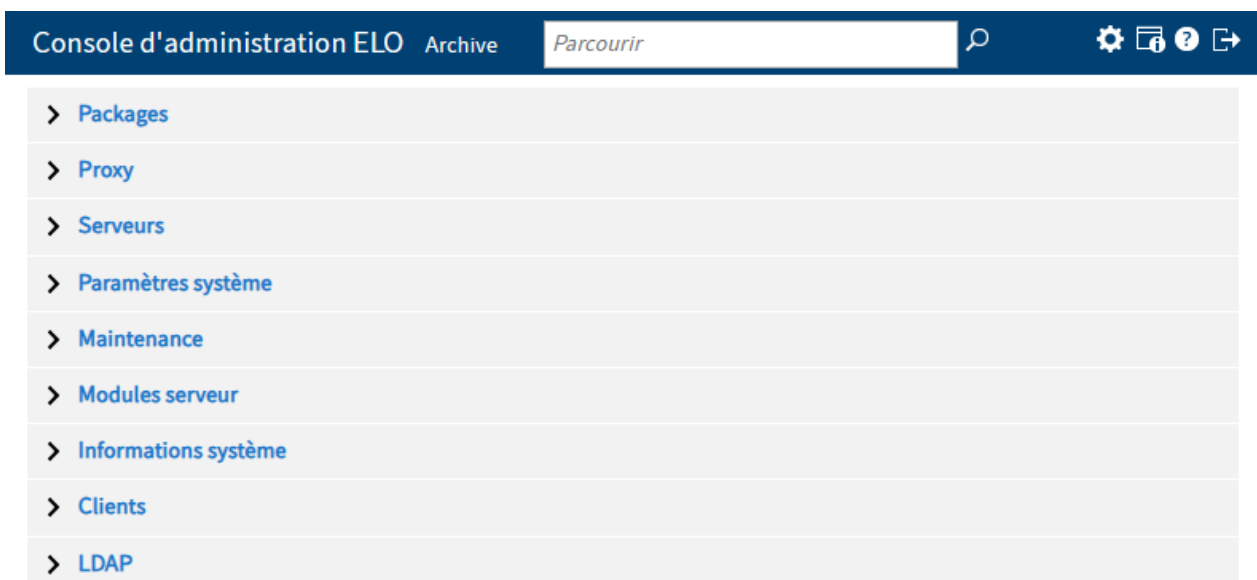 Console d'administration ELO Archive Parcourir
Packages
Proxy
Serveurs
Paramètres système
Maintenance
Modules serveur
Informations système
Clients
LDAP